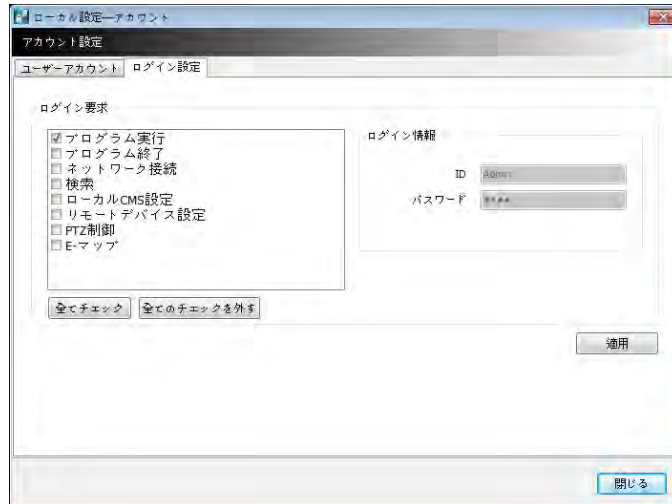 ローカル設定―アカウント
アカウント設定
ユーザーアカウント ログイン設定
ログイン要求
プログラム実行
プログラム終了
ネットワーク接続
検索
ローカルCMS設定
リモートデバイス設定
PTZ制御
E-マップ
全てチェック 全てのチェックを外す
ログイン情報
ID Admin
パスワード ****
適用
閉じる